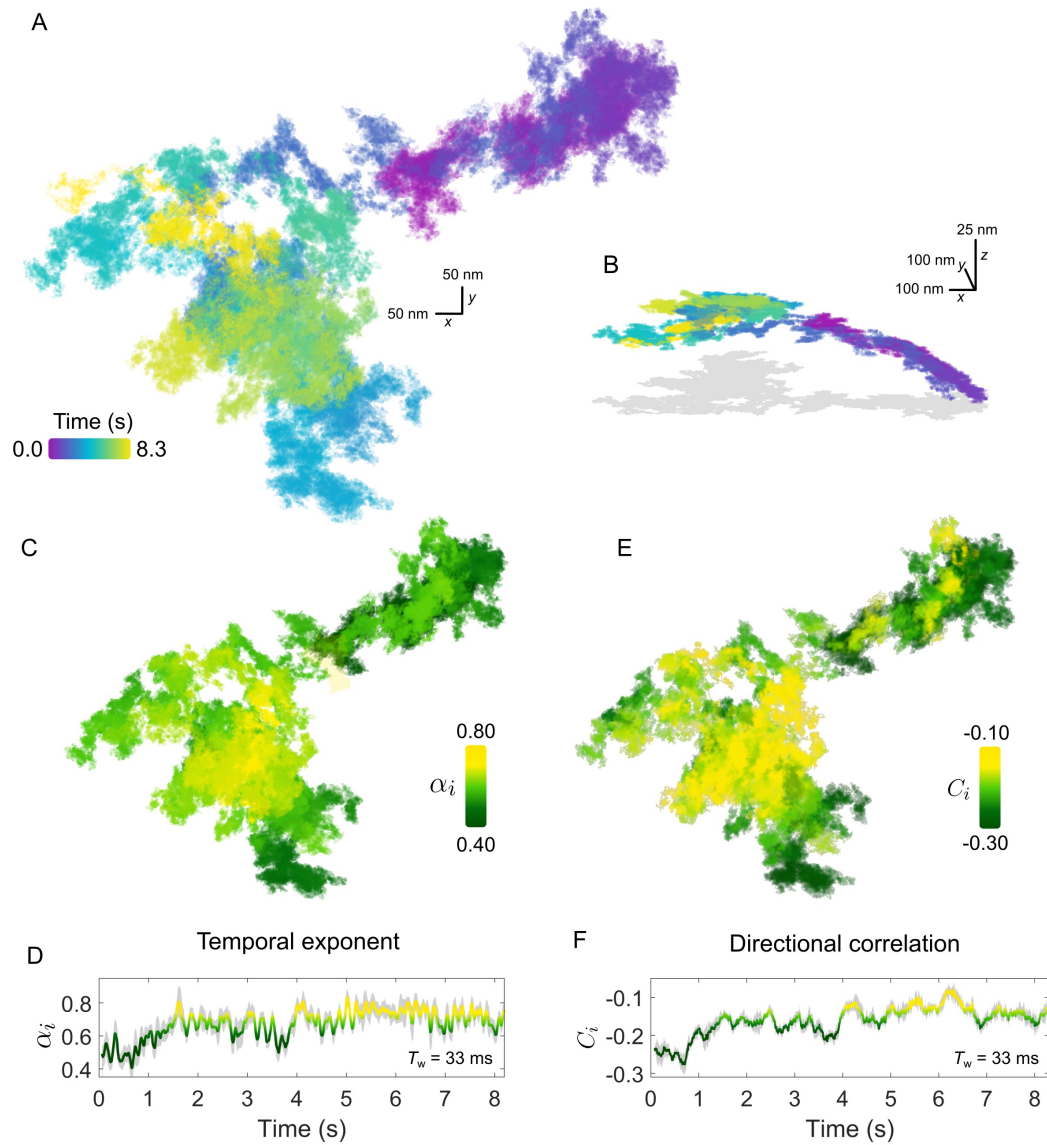 A
50 nm
50 nm
y
x
B
25 nm
z
100 nm
y
100 nm
x
Time (s)
0.0
8.3
C
0.80
αi
0.40
E
-0.10
Ci
-0.30
Temporal exponent
D
αi
0.8
0.6
0.4
Tw = 33 ms
0 1 2 3 4 5 6 7 8
Time (s)
Directional correlation
F
Ci
-0.1
-0.2
-0.3
Tw = 33 ms
0 1 2 3 4 5 6 7 8
Time (s)